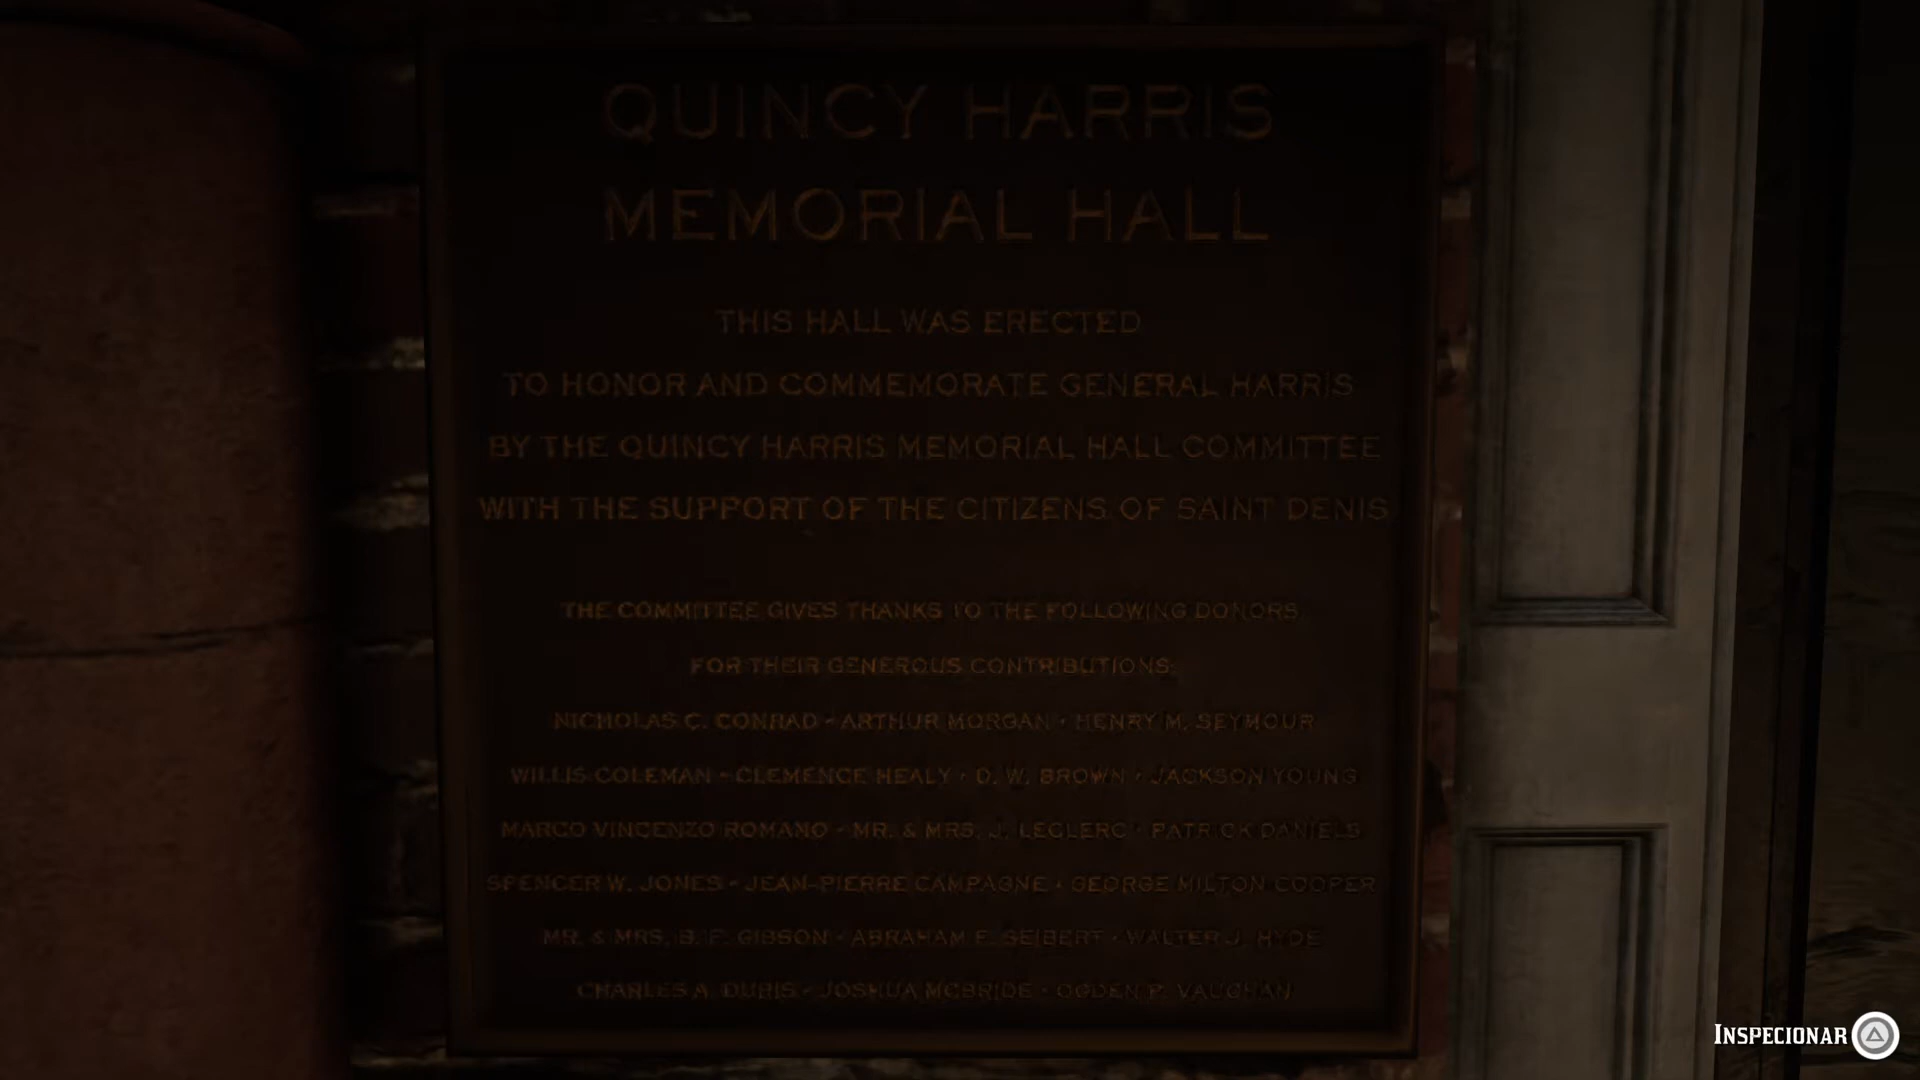 QUINCY HARRIS
MEMORIAL HALL
THIS HALL WAS ERECTED
TO HONOR AND COMMEMORATE GENERAL HARRIS
BY THE QUINCY HARRIS MEMORIAL HALL COMMITTEE
WITH THE SUPPORT OF THE CITIZENS OF SAINT DENIS
THE COMMITTEE GIVES THANKS TO THE FOLLOWING DONORS
FOR THEIR GENEROUS CONTRIBUTIONS:
NICHOLAS C. CONRAD • ARTHUR MORGAN • HENRY M. SEYMOUR
WILLIS COLEMAN • CLEMENCE HEALY • D. W. BROWN • JACKSON YOUNG
MARCO VINCENZO ROMANO • MR. & MRS. J. LECLERC • PATRICK DANIELS
SPENCER W. JONES • JEAN-PIERRE CAMPAGNE • GEORGE MILTON COOPER
MR. & MRS. B. F. GIBSON • ABRAHAM E. SEIBERT • WALTER J. HYDE
CHARLES A. DUBIS • JOSHUA MCBRIDE • OGDEN P. VAUGHAN
INSPECIONAR